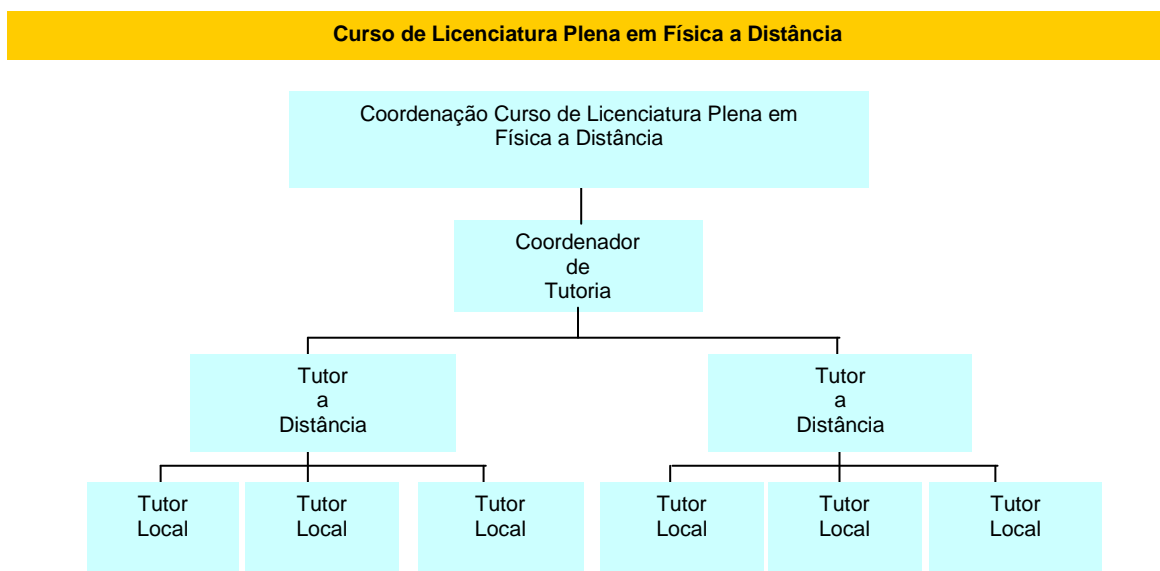 Curso de Licenciatura Plena em Física a Distância
Coordenação Curso de Licenciatura Plena em
Física a Distância
Coordenador
de
Tutoria
Tutor
a
Distância
Tutor
a
Distância
Tutor
Local
Tutor
Local
Tutor
Local
Tutor
Local
Tutor
Local
Tutor
Local